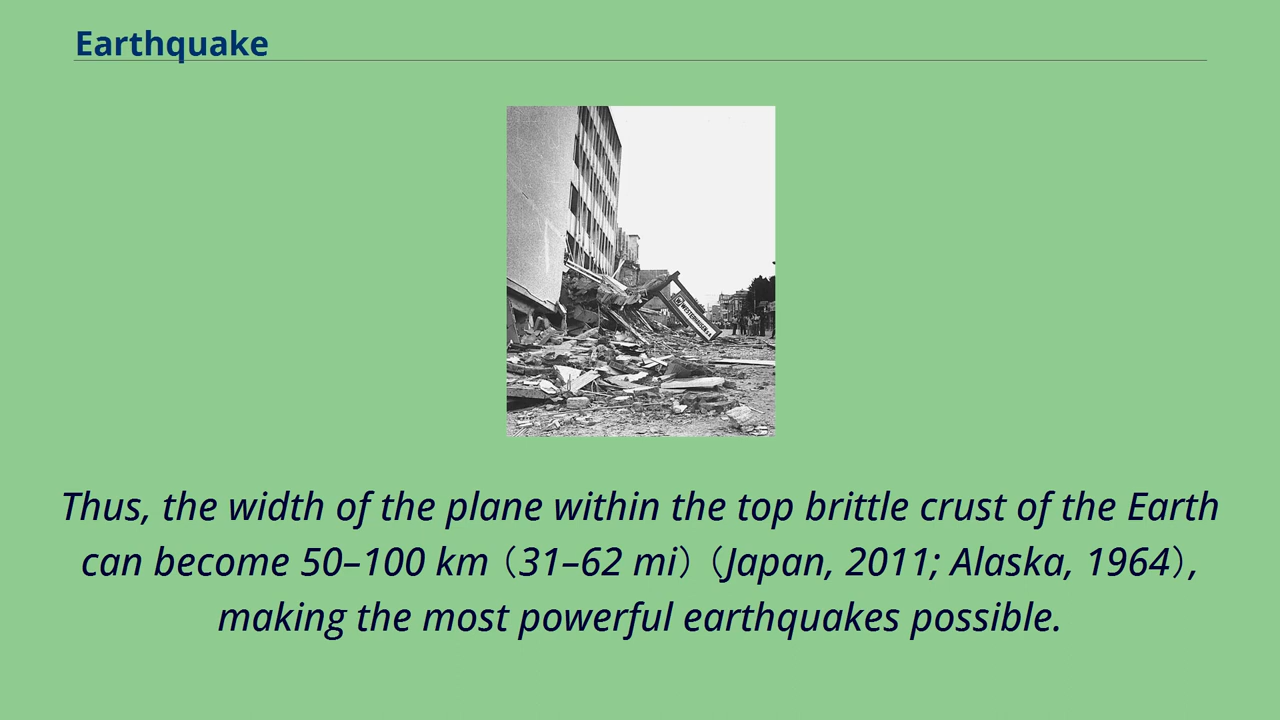 Earthquake
Thus, the width of the plane within the top brittle crust of the Earth
can become 50–100 km (31–62 mi) (Japan, 2011; Alaska, 1964),
making the most powerful earthquakes possible.